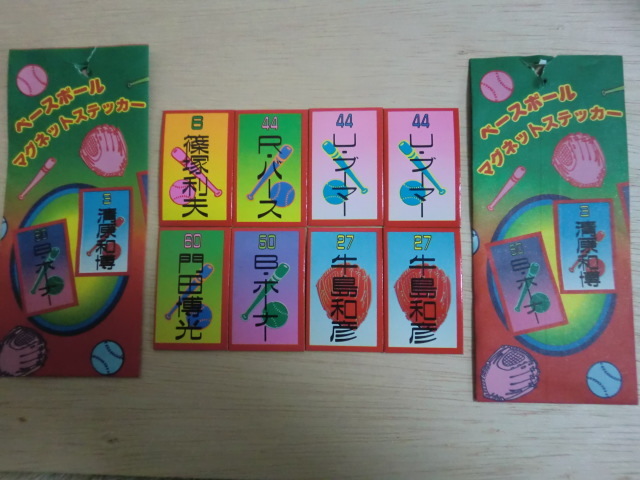 ベースボール
マグネットステッカー
3
清原和博
50
B・ホーナー
8
篠塚利夫
44
R・バース
44
U・ブーマー
44
U・ブーマー
60
門田博光
50
B・ホーナー
27
牛島和彦
27
牛島和彦
ベースボール
マグネットステッカー
3
清原和博
50
B・ホーナー